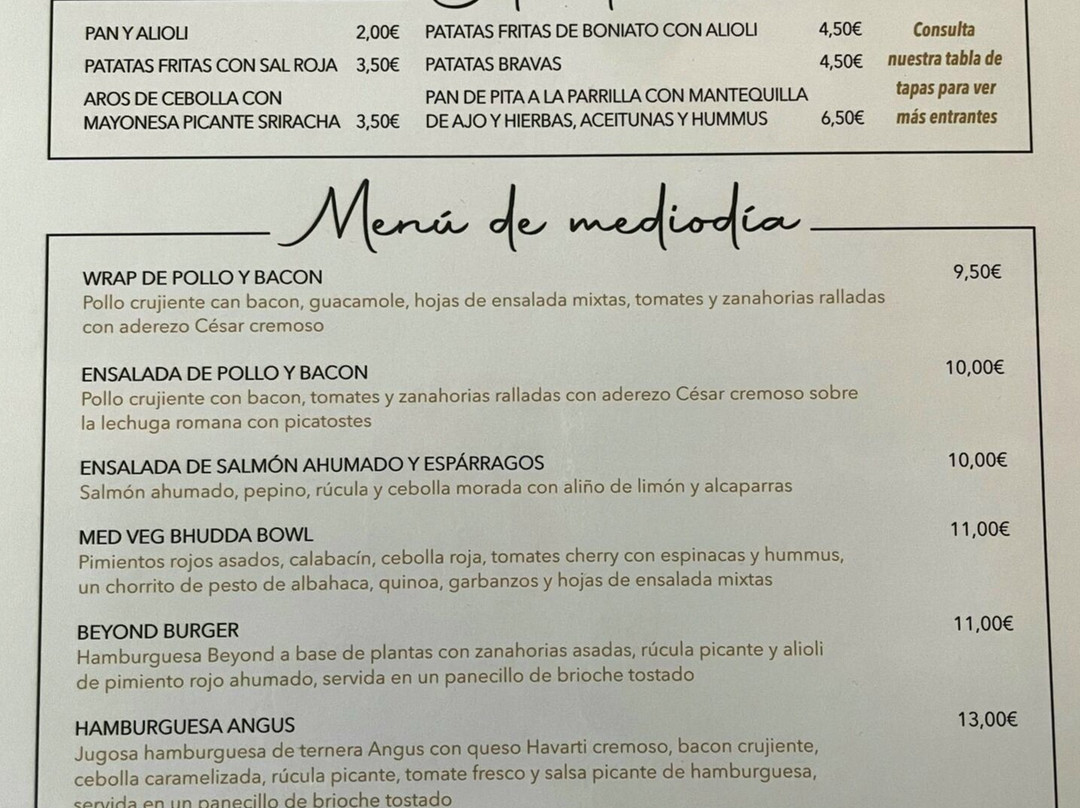 PAN Y ALIOLI 2,00€
PATATAS FRITAS CON SAL ROJA 3,50€
AROS DE CEBOLLA CON
MAYONESA PICANTE SRIRACHA 3,50€
PATATAS FRITAS DE BONIATO CON ALIOLI 4,50€
PATATAS BRAVAS 4,50€
PAN DE PITA A LA PARRILLA CON MANTEQUILLA
DE AJO Y HIERBAS, ACEITUNAS Y HUMMUS 6,50€
Consulta
nuestra tabla de
tapas para ver
más entrantes
Menú de mediodía
WRAP DE POLLO Y BACON 9,50€
Pollo crujiente can bacon, guacamole, hojas de ensalada mixtas, tomates y zanahorias ralladas
con aderezo César cremoso
ENSALADA DE POLLO Y BACON 10,00€
Pollo crujiente con bacon, tomates y zanahorias ralladas con aderezo César cremoso sobre
la lechuga romana con picatostes
ENSALADA DE SALMÓN AHUMADO Y ESPÁRRAGOS 10,00€
Salmón ahumado, pepino, rúcula y cebolla morada con aliño de limón y alcaparras
MED VEG BHUDDA BOWL 11,00€
Pimientos rojos asados, calabacín, cebolla roja, tomates cherry con espinacas y hummus,
un chorrito de pesto de albahaca, quinoa, garbanzos y hojas de ensalada mixtas
BEYOND BURGER 11,00€
Hamburguesa Beyond a base de plantas con zanahorias asadas, rúcula picante y alioli
de pimiento rojo ahumado, servida en un panecillo de brioche tostado
HAMBURGUESA ANGUS 13,00€
Jugosa hamburguesa de ternera Angus con queso Havarti cremoso, bacon crujiente,
cebolla caramelizada, rúcula picante, tomate fresco y salsa picante de hamburguesa,
servida en un panecillo de brioche tostado